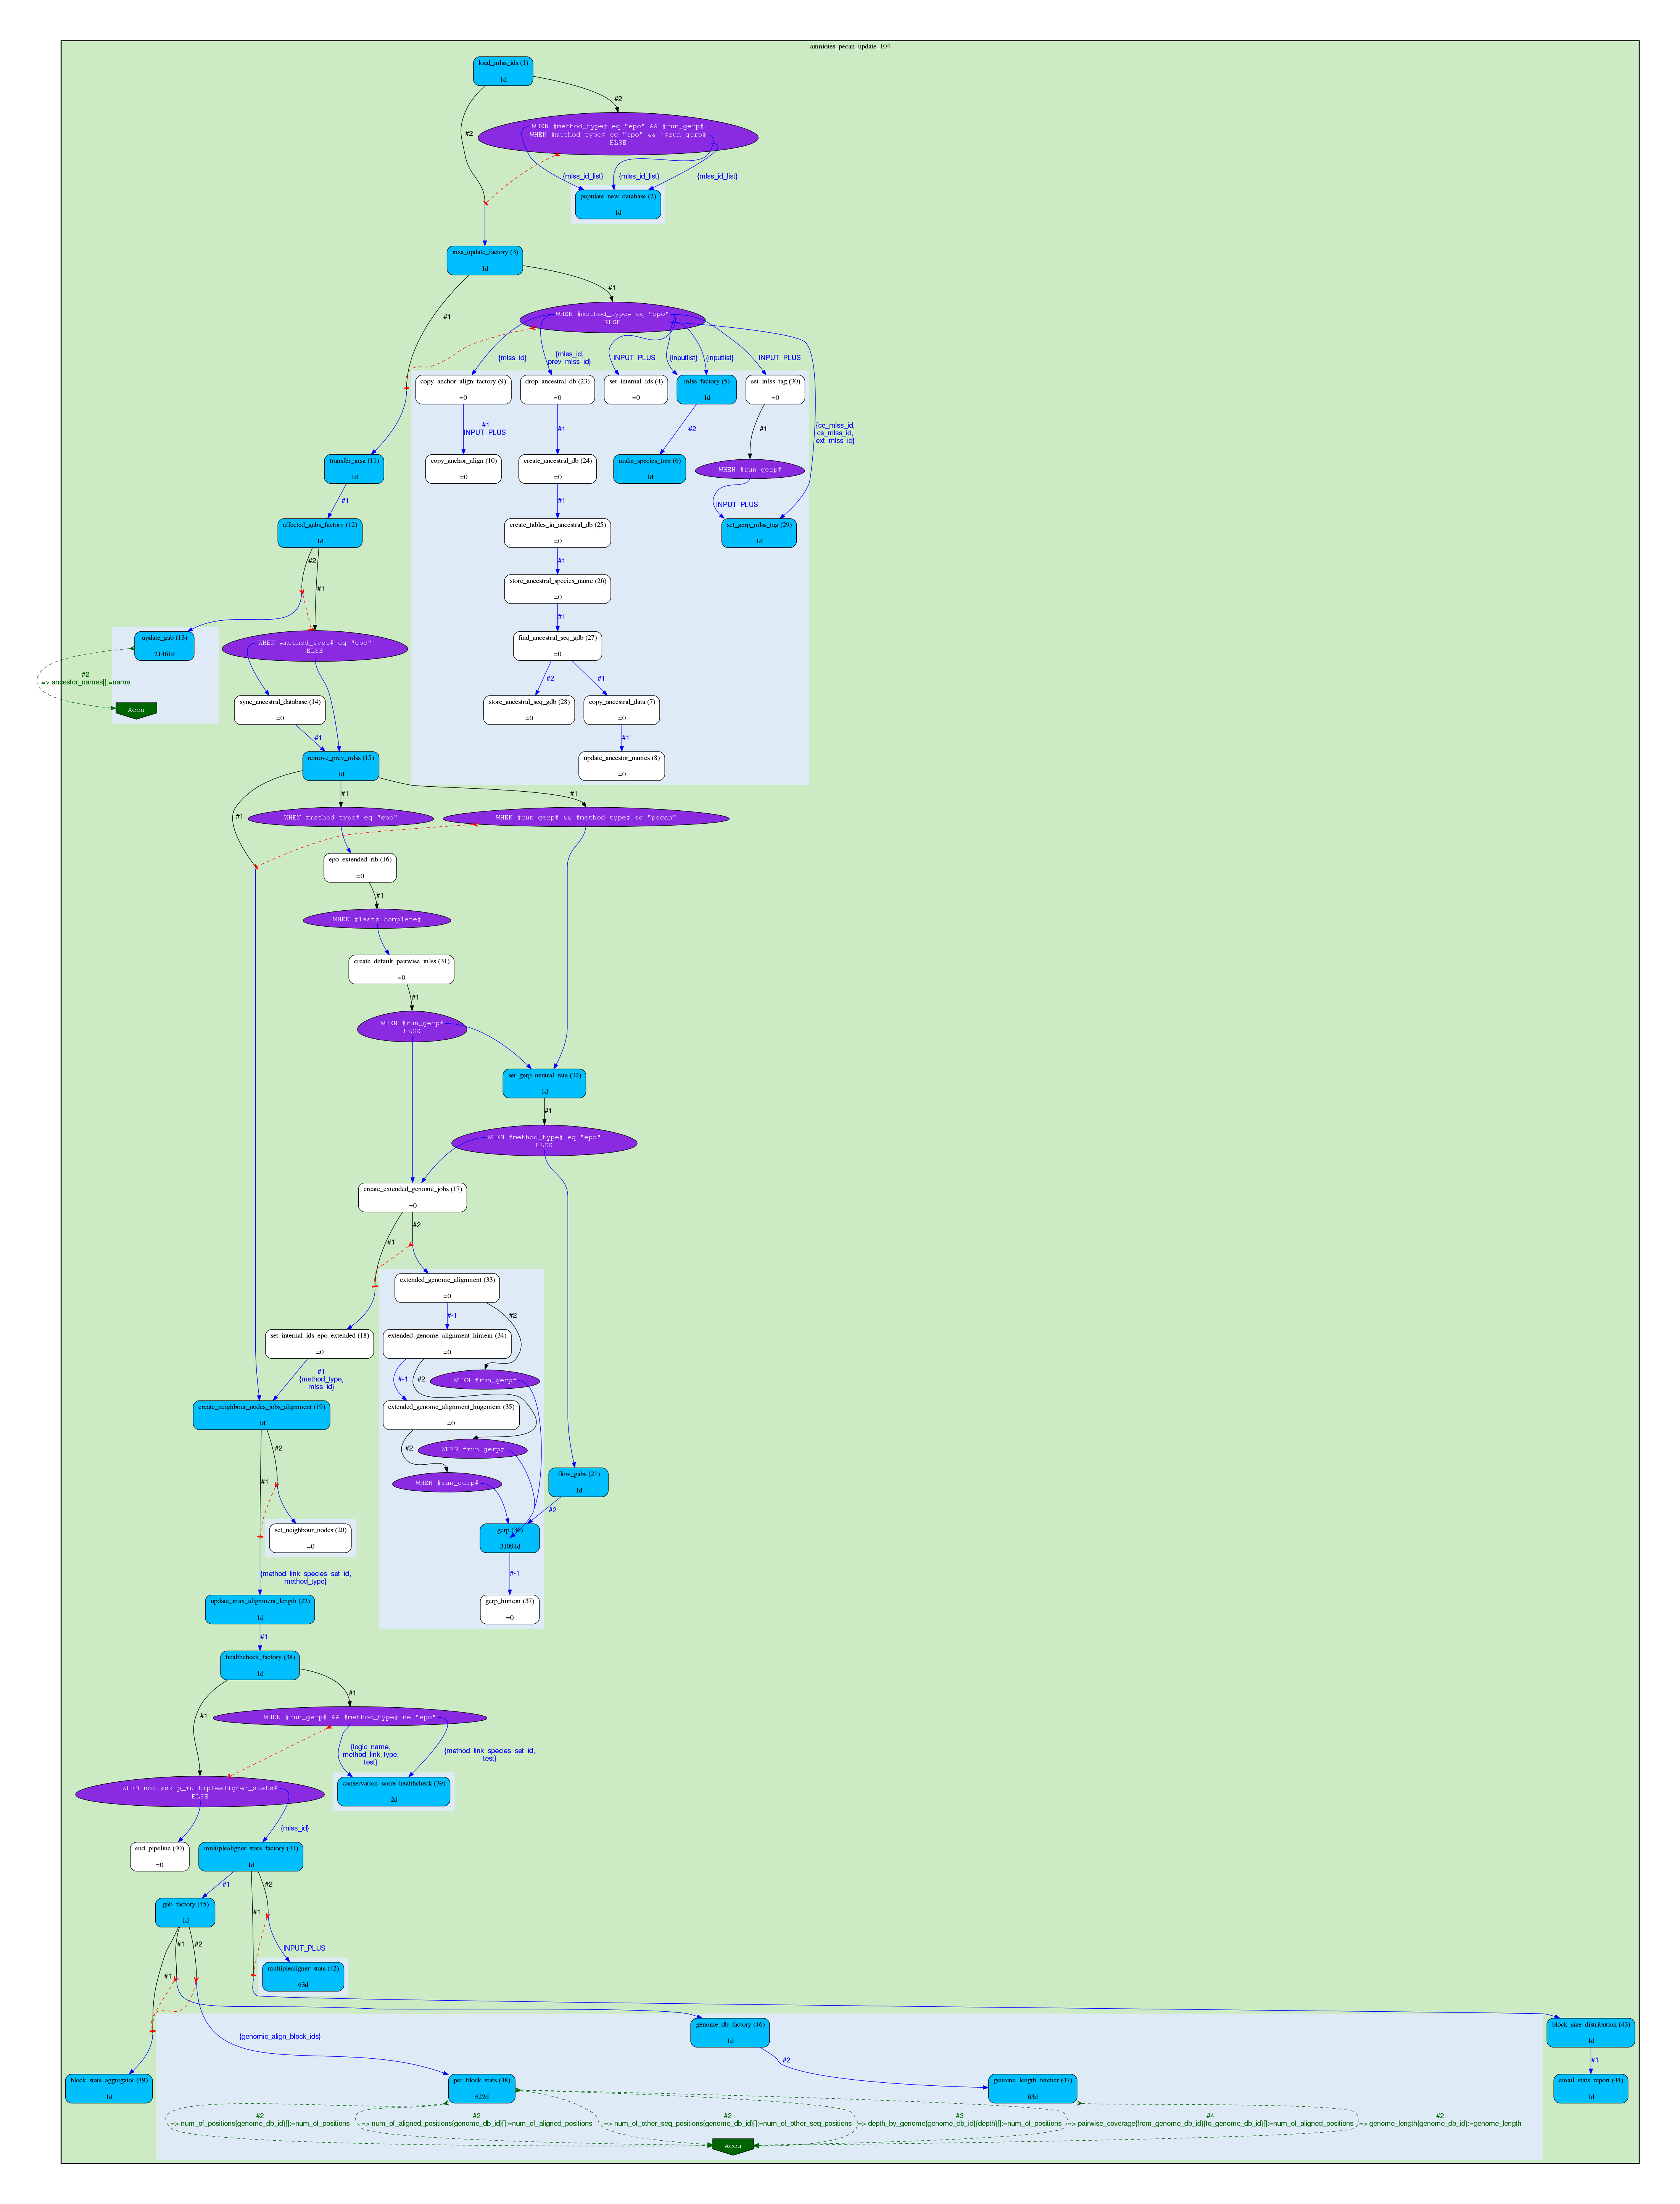 amniotes_pecan_update_104
load_mlss_ids (1)
1d
#2
#2
WHEN #method_type# eq "epo" && #run_gerp#
WHEN #method_type# eq "epo" && !#run_gerp#
ELSE
{mlss_id_list}
{mlss_id_list}
{mlss_id_list}
populate_new_database (2)
1d
msa_update_factory (3)
1d
#1
#1
WHEN #method_type# eq "epo"
ELSE
{mlss_id}
{mlss_id,
prev_mlss_id}
INPUT_PLUS
{inputlist}
{inputlist}
INPUT_PLUS
copy_anchor_align_factory (9)
=0
drop_ancestral_db (23)
=0
set_internal_ids (4)
=0
mlss_factory (5)
1d
set_mlss_tag (30)
=0
{ce_mlss_id,
cs_mlss_id,
ext_mlss_id}
#1
INPUT_PLUS
#1
#2
#1
transfer_msa (11)
1d
copy_anchor_align (10)
=0
create_ancestral_db (24)
=0
make_species_tree (6)
1d
WHEN #run_gerp#
#1
#1
INPUT_PLUS
affected_gabs_factory (12)
1d
create_tables_in_ancestral_db (25)
=0
set_gerp_mlss_tag (29)
1d
#2
#1
#1
store_ancestral_species_name (26)
=0
#1
update_gab (13)
21461d
WHEN #method_type# eq "epo"
ELSE
find_ancestral_seq_gdb (27)
=0
#2
=> ancestor_names[]:=name
#2
#1
Accu
sync_ancestral_database (14)
=0
store_ancestral_seq_gdb (28)
=0
copy_ancestral_data (7)
=0
#1
#1
remove_prev_mlss (15)
1d
update_ancestor_names (8)
=0
#1
#1
#1
WHEN #method_type# eq "epo"
WHEN #run_gerp# && #method_type# eq "pecan"
epo_extended_rib (16)
=0
#1
WHEN #lastz_complete#
create_default_pairwise_mlss (31)
=0
#1
WHEN #run_gerp#
ELSE
set_gerp_neutral_rate (32)
1d
#1
WHEN #method_type# eq "epo"
ELSE
create_extended_genome_jobs (17)
=0
#2
#1
extended_genome_alignment (33)
=0
#-1
#2
set_internal_ids_epo_extended (18)
=0
extended_genome_alignment_himem (34)
=0
#1
{method_type,
mlss_id}
#-1
#2
WHEN #run_gerp#
create_neighbour_nodes_jobs_alignment (19)
1d
extended_genome_alignment_hugemem (35)
=0
#2
#2
WHEN #run_gerp#
#1
WHEN #run_gerp#
flow_gabs (21)
1d
#2
set_neighbour_nodes (20)
=0
gerp (36)
31094d
{method_link_species_set_id,
method_type}
#-1
update_max_alignment_length (22)
1d
gerp_himem (37)
=0
#1
healthcheck_factory (38)
1d
#1
#1
WHEN #run_gerp# && #method_type# ne "epo"
{logic_name,
method_link_type,
test}
{method_link_species_set_id,
test}
WHEN not #skip_multiplealigner_stats#
ELSE
conservation_score_healthcheck (39)
2d
{mlss_id}
end_pipeline (40)
=0
multiplealigner_stats_factory (41)
1d
#1
#2
gab_factory (45)
1d
#1
#1
#2
INPUT_PLUS
#1
multiplealigner_stats (42)
63d
{genomic_align_block_ids}
genome_db_factory (46)
1d
block_size_distribution (43)
1d
#2
#1
block_stats_aggregator (49)
1d
per_block_stats (48)
622d
genome_length_fetcher (47)
63d
email_stats_report (44)
1d
#2
=> num_of_positions{genome_db_id}[]:=num_of_positions
#2
=> num_of_aligned_positions{genome_db_id}[]:=num_of_aligned_positions
#2
=> num_of_other_seq_positions{genome_db_id}[]:=num_of_other_seq_positions
#3
=> depth_by_genome{genome_db_id}{depth}[]:=num_of_positions
#4
=> pairwise_coverage{from_genome_db_id}{to_genome_db_id}[]:=num_of_aligned_positions
#2
=> genome_length{genome_db_id}:=genome_length
Accu